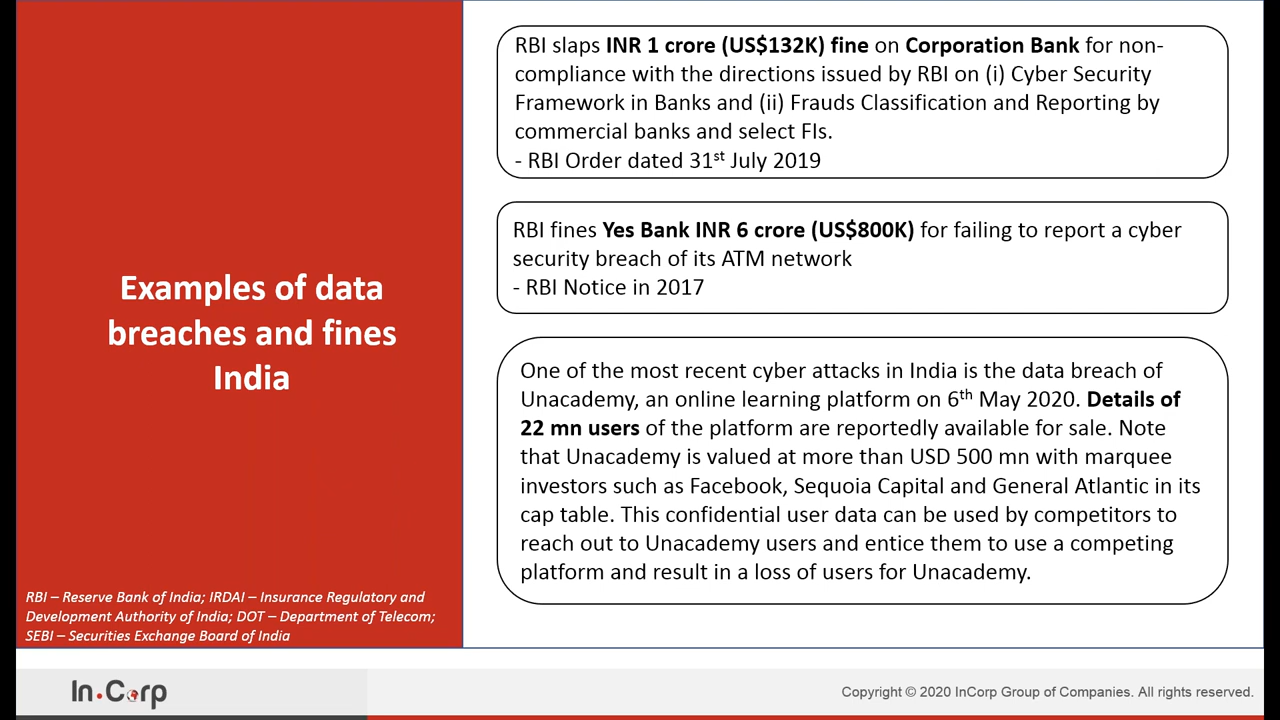 Examples of data
breaches and fines
India
RBI – Reserve Bank of India; IRDAI – Insurance Regulatory and
Development Authority of India; DOT – Department of Telecom;
SEBI – Securities Exchange Board of India
RBI slaps INR 1 crore (US$132K) fine on Corporation Bank for non-
compliance with the directions issued by RBI on (i) Cyber Security
Framework in Banks and (ii) Frauds Classification and Reporting by
commercial banks and select FIs.
- RBI Order dated 31st July 2019
RBI fines Yes Bank INR 6 crore (US$800K) for failing to report a cyber
security breach of its ATM network
- RBI Notice in 2017
One of the most recent cyber attacks in India is the data breach of
Unacademy, an online learning platform on 6th May 2020. Details of
22 mn users of the platform are reportedly available for sale. Note
that Unacademy is valued at more than USD 500 mn with marquee
investors such as Facebook, Sequoia Capital and General Atlantic in its
cap table. This confidential user data can be used by competitors to
reach out to Unacademy users and entice them to use a competing
platform and result in a loss of users for Unacademy.
In.Corp
Copyright © 2020 InCorp Group of Companies. All rights reserved.